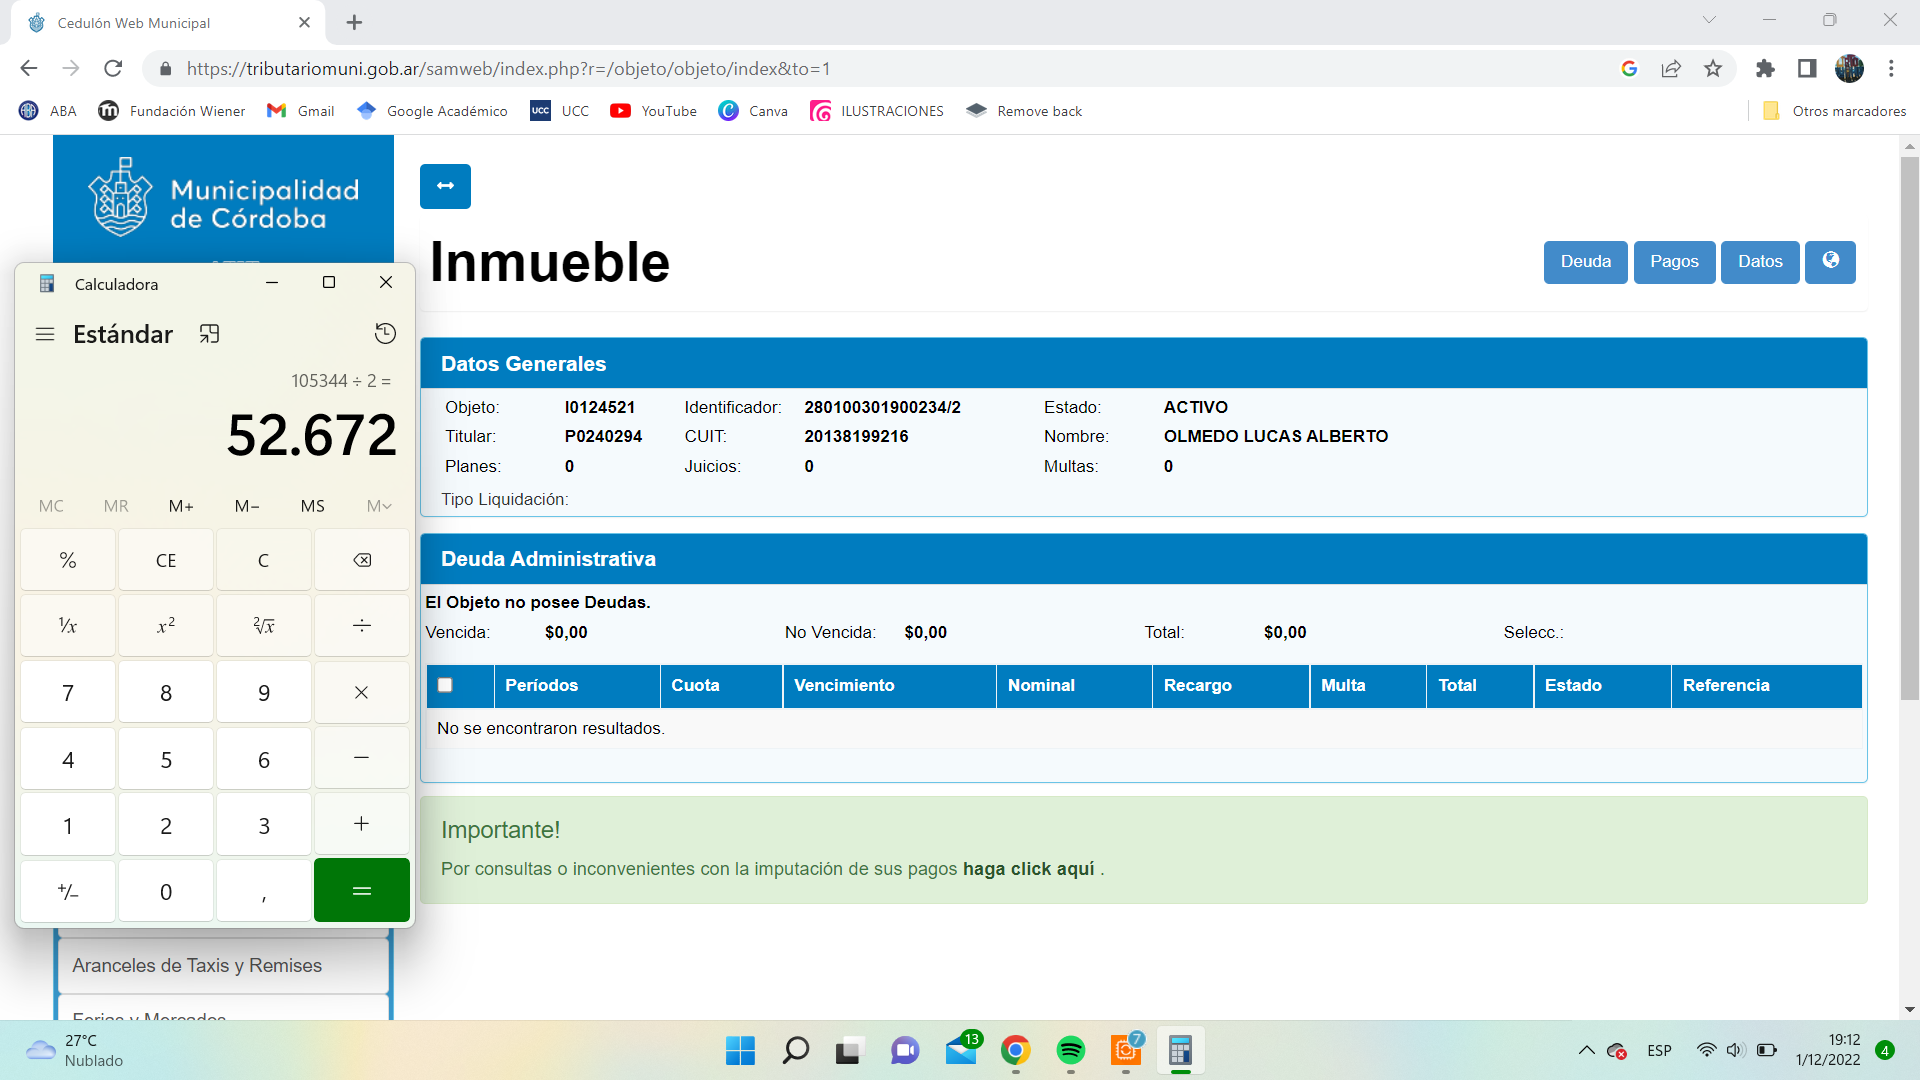 Cedulón Web Municipal
https://tributariomuni.gob.ar/samweb/index.php?r=/objeto/objeto/index&to=1
ABA
Fundación Wiener
Gmail
Google Académico
UCC
UCC
YouTube
Canva
ILUSTRACIONES
Remove back
Otros marcadores
Municipalidad
de Córdoba
Inmueble
Deuda
Pagos
Datos
Calculadora
Estándar
105344 ÷ 2 =
52.672
MC MR M+ M− MS M
% CE C
⅟x x² ²√x ÷
7 8 9 ×
4 5 6 −
1 2 3 +
+/− 0 , =
Datos Generales
Objeto: I0124521 Identificador: 280100301900234/2 Estado: ACTIVO
Titular: P0240294 CUIT: 20138199216 Nombre: OLMEDO LUCAS ALBERTO
Planes: 0 Juicios: 0 Multas: 0
Tipo Liquidación:
Deuda Administrativa
El Objeto no posee Deudas.
Vencida: $0,00 No Vencida: $0,00 Total: $0,00 Selecc.:
Períodos Cuota Vencimiento Nominal Recargo Multa Total Estado Referencia
No se encontraron resultados.
Importante!
Por consultas o inconvenientes con la imputación de sus pagos haga click aquí .
Aranceles de Taxis y Remises
Ferias y Mercados
27°C
Nublado
13
7
ESP
19:12
1/12/2022
4